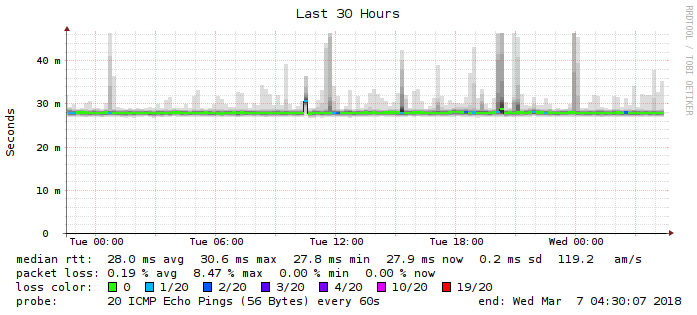 Last 30 Hours
RRDTOOL / TOBI OETIKER
Seconds
40 m
30 m
20 m
10 m
0
Tue 00:00 Tue 06:00 Tue 12:00 Tue 18:00 Wed 00:00
median rtt: 28.0 ms avg 30.6 ms max 27.8 ms min 27.9 ms now 0.2 ms sd 119.2 am/s
packet loss: 0.19 % avg 8.47 % max 0.00 % min 0.00 % now
loss color: 0 1/20 2/20 3/20 4/20 10/20 19/20
probe: 20 ICMP Echo Pings (56 Bytes) every 60s end: Wed Mar 7 04:30:07 2018